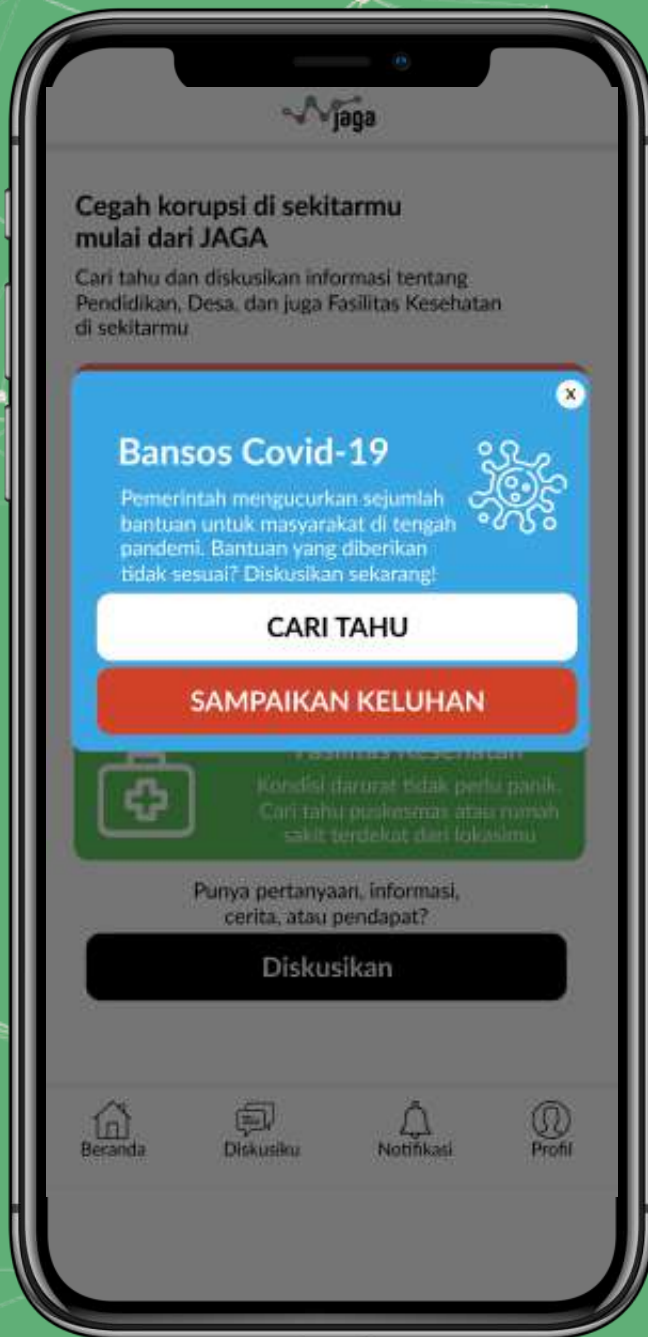 jaga
Cegah korupsi di sekitarmu
mulai dari JAGA
Cari tahu dan diskusikan informasi tentang
Pendidikan, Desa, dan juga Fasilitas Kesehatan
di sekitarmu
x
Bansos Covid-19
Pemerintah mengucurkan sejumlah
bantuan untuk masyarakat di tengah
pandemi. Bantuan yang diberikan
tidak sesuai? Diskusikan sekarang!
CARI TAHU
SAMPAIKAN KELUHAN
Fasilitas Kesehatan
Kondisi darurat tidak perlu panik.
Cari tahu puskesmas atau rumah
sakit terdekat dari lokasimu
Punya pertanyaan, informasi,
cerita, atau pendapat?
Diskusikan
Beranda
Diskusiku
Notifikasi
Profil